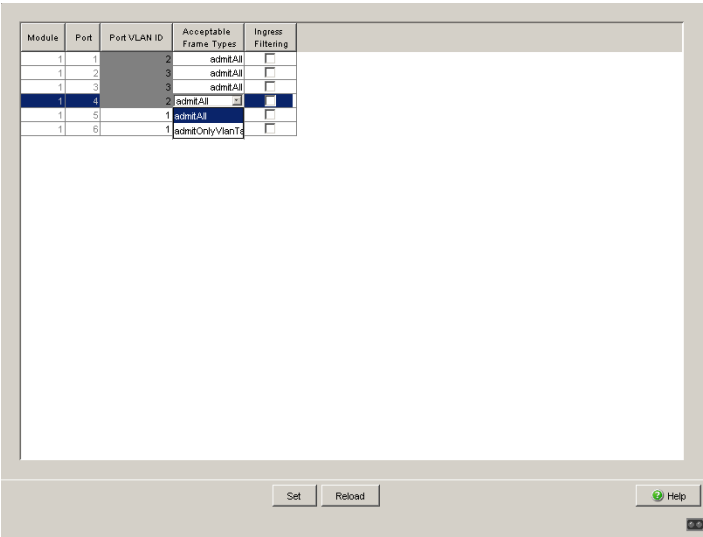 Module Port Port VLAN ID Acceptable Frame Types Ingress Filtering
1 1 2 admitAll
1 2 3 admitAll
1 3 3 admitAll
1 4 2 admitAll
1 5 1 admitAll
1 6 1 admitOnlyVlanTa
Set Reload Help